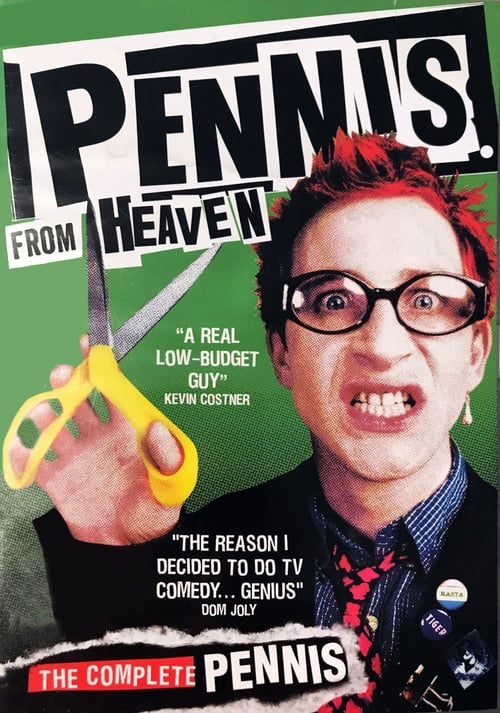 PENNIS
FROM HEAVEN
"A REAL
LOW-BUDGET
GUY"
KEVIN COSTNER
"THE REASON I
DECIDED TO DO TV
COMEDY... GENIUS"
DOM JOLY
NASTA
TIGER
THE COMPLETE PENNIS